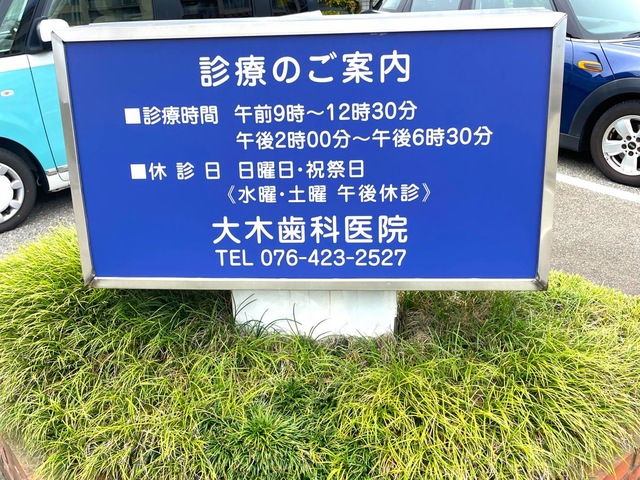 診療のご案内
■診療時間 午前9時～12時30分
午後2時00分～午後6時30分
■休診日 日曜日・祝祭日
《水曜・土曜 午後休診》
大木歯科医院
TEL 076-423-2527